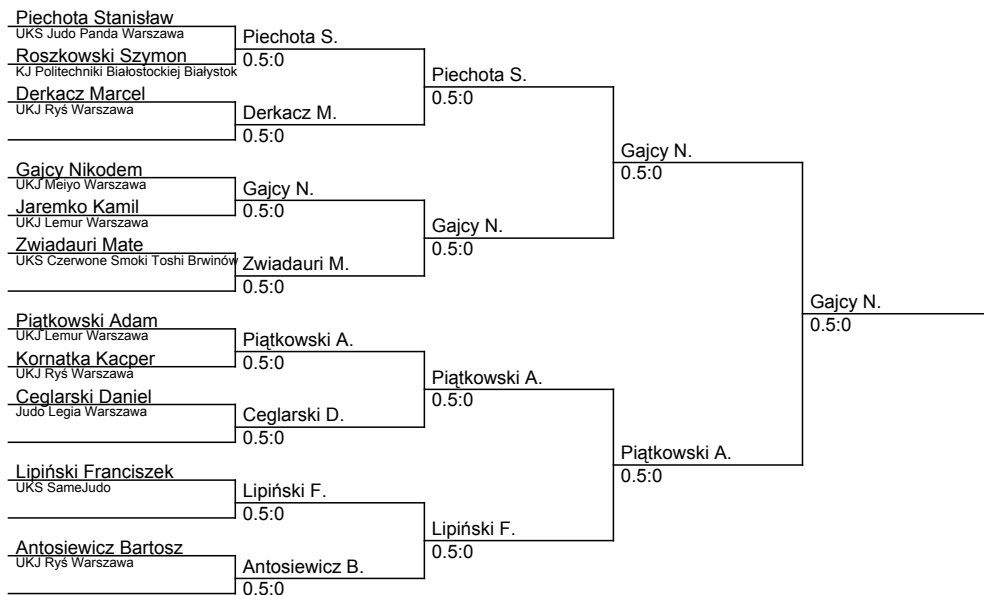 Piechota Stanisław
UKS Judo Panda Warszawa
Roszkowski Szymon
KJ Politechniki Białostockiej Białystok
Derkacz Marcel
UKJ Ryś Warszawa
Gajcy Nikodem
UKJ Meiyo Warszawa
Jaremko Kamil
UKJ Lemur Warszawa
Zwiadauri Mate
UKS Czerwone Smoki Toshi Brwinów
Piątkowski Adam
UKJ Lemur Warszawa
Kornatka Kacper
UKJ Ryś Warszawa
Ceglarski Daniel
Judo Legia Warszawa
Lipiński Franciszek
UKS SameJudo
Antosiewicz Bartosz
UKJ Ryś Warszawa
Piechota S.
0.5:0
Derkacz M.
0.5:0
Gajcy N.
0.5:0
Zwiadauri M.
0.5:0
Piątkowski A.
0.5:0
Ceglarski D.
0.5:0
Lipiński F.
0.5:0
Antosiewicz B.
0.5:0
Piechota S.
0.5:0
Gajcy N.
0.5:0
Piątkowski A.
0.5:0
Lipiński F.
0.5:0
Gajcy N.
0.5:0
Piątkowski A.
0.5:0
Gajcy N.
0.5:0